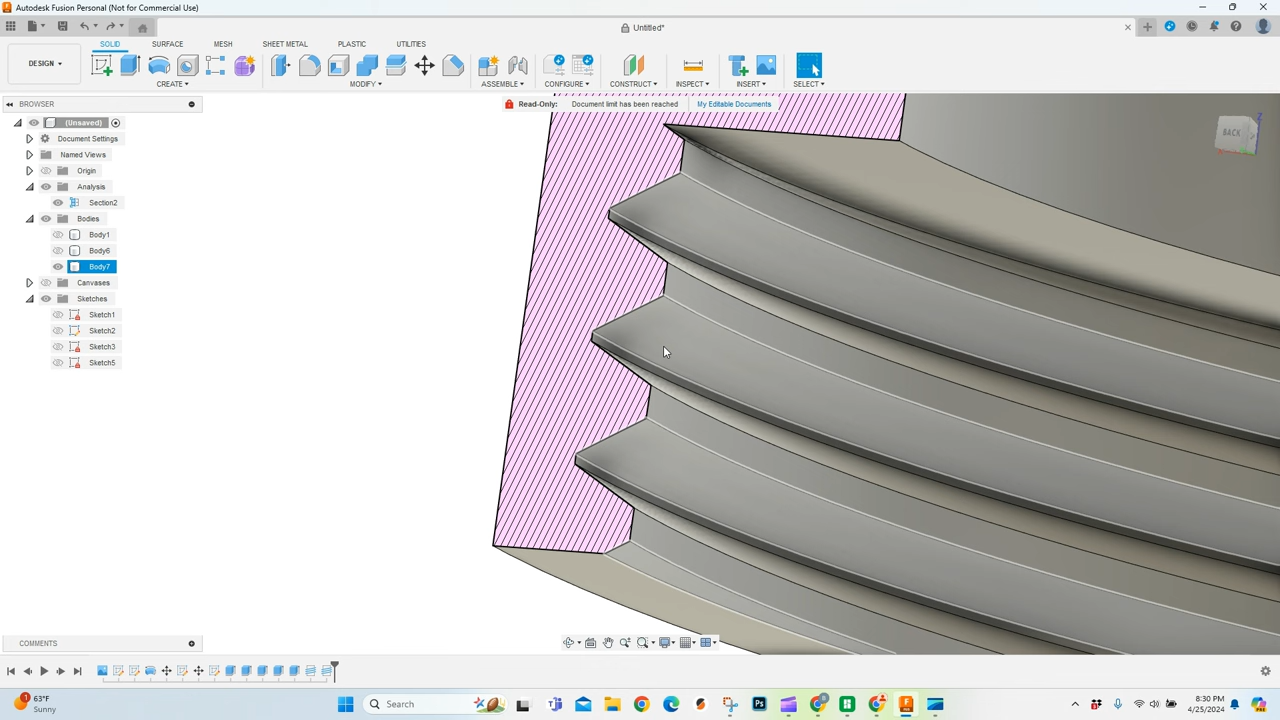 Autodesk Fusion Personal (Not for Commercial Use)
Untitled*
SOLID SURFACE MESH SHEET METAL PLASTIC UTILITIES
DESIGN
CREATE MODIFY ASSEMBLE CONFIGURE CONSTRUCT INSPECT INSERT SELECT
BROWSER
Read-Only: Document limit has been reached My Editable Documents
(Unsaved)
Document Settings
Named Views
Origin
Analysis
Section2
Bodies
Body1
Body6
Body7
Canvases
Sketches
Sketch1
Sketch2
Sketch3
Sketch5
BACK
Z
COMMENTS
63°F
Sunny
Search
8:30 PM
4/25/2024